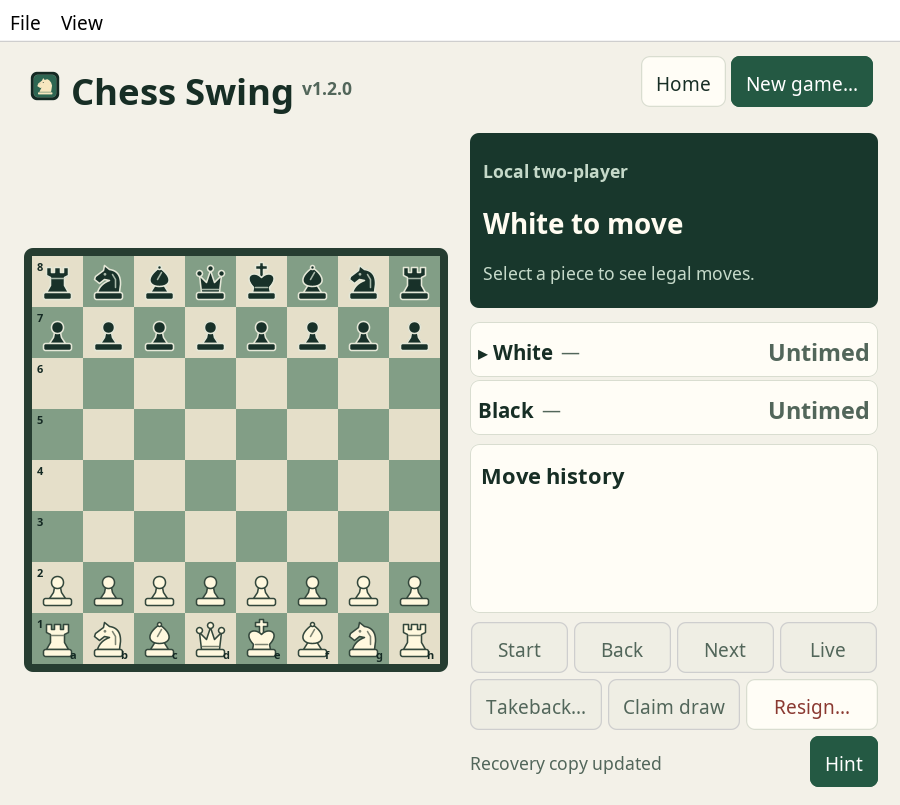 File View
Chess Swing v1.2.0
Home
New game...
Local two-player
White to move
Select a piece to see legal moves.
▸ White — Untimed
Black — Untimed
Move history
8
7
6
5
4
3
2
1
a b c d e f g h
Start Back Next Live
Takeback... Claim draw Resign...
Recovery copy updated Hint